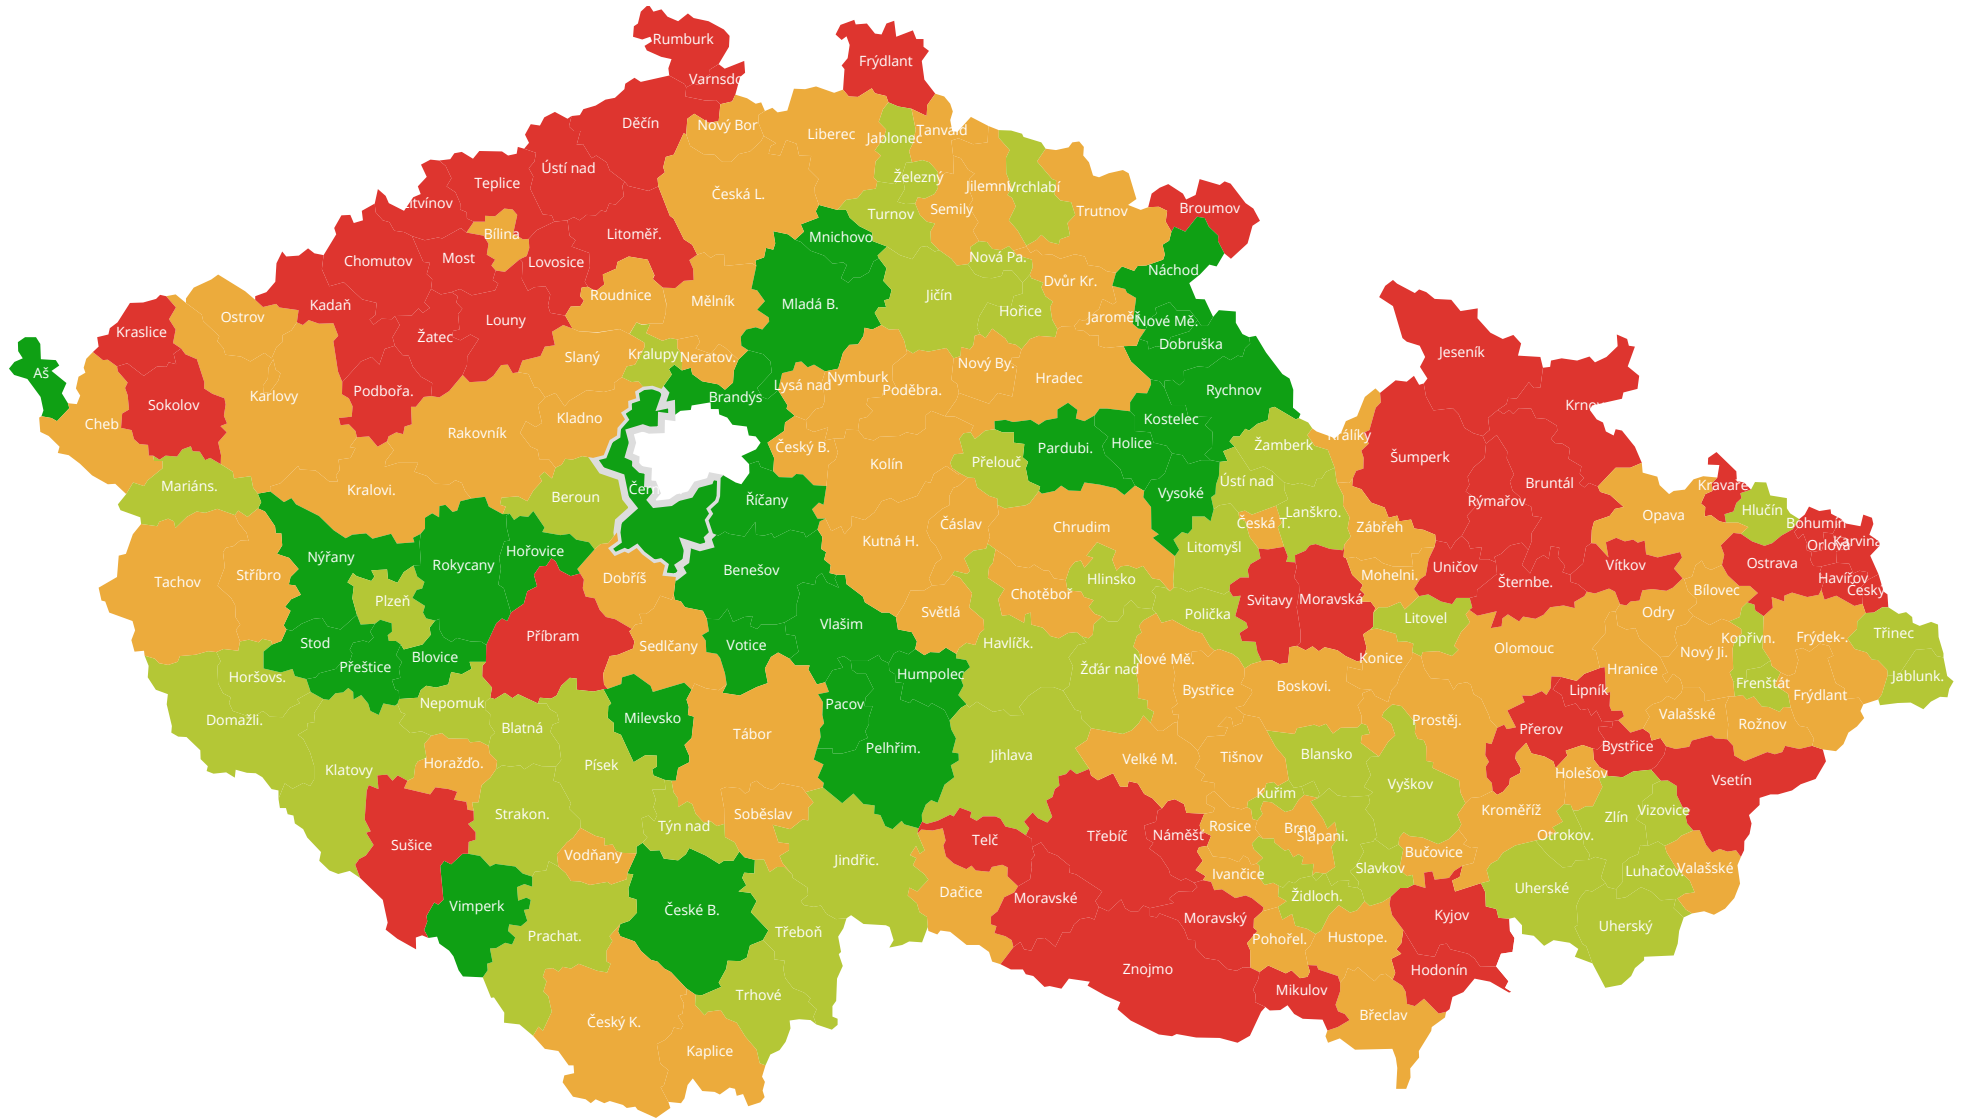 Rumburk
Frýdlant
Varnsdo
Děčín
Nový Bor
Liberec
Jablonec
Tanvald
Ústí nad
Teplice
Železný
Jilemni
Vrchlabí
Česká L.
Litvínov
Semily
Trutnov
Broumov
Turnov
Bílina
Litoměř.
Mnichovo
Most
Chomutov
Lovosice
Nová Pa.
Náchod
Dvůr Kr.
Roudnice
Mělník
Mladá B.
Jičín
Kadaň
Ostrov
Hořice
Jaroměř
Louny
Nové Mě.
Kraslice
Žatec
Dobruška
Slaný
Kralupy
Neratov.
Jeseník
Nový By.
Aš
Nymburk
Hradec
Lysá nad
Poděbra.
Rychnov
Podbořa.
Karlovy
Brandýs
Sokolov
Krnov
Kladno
Kostelec
Cheb
Rakovník
Králíky
Holice
Žamberk
Český B.
Pardubi.
Šumperk
Kolín
Přelouč
Ústí nad
Bruntál
Mariáns.
Kralovi.
Kravaře
Čern
Beroun
Vysoké
Říčany
Rýmařov
Hlučín
Lanškro.
Opava
Česká T.
Bohumín
Čáslav
Chrudim
Zábřeh
Kutná H.
Karviná
Orlová
Litomyšl
Hořovice
Nýřany
Rokycany
Ostrava
Vítkov
Uničov
Benešov
Stříbro
Mohelni.
Dobříš
Havířov
Hlinsko
Tachov
Šternbe.
Bílovec
Český
Chotěboř
Plzeň
Svitavy
Moravská
Světlá
Odry
Polička
Litovel
Vlašim
Třinec
Příbram
Frýdek-.
Kopřivn.
Stod
Havlíčk.
Votice
Sedlčany
Olomouc
Nový Ji.
Blovice
Konice
Nové Mě.
Přeštice
Žďár nad
Hranice
Humpolec
Jablunk.
Horšovs.
Frenštát
Boskovi.
Bystřice
Lipník
Frýdlant
Nepomuk
Pacov
Valašské
Milevsko
Domažli.
Prostěj.
Rožnov
Blatná
Přerov
Tábor
Bystřice
Pelhřim.
Blansko
Jihlava
Tišnov
Velké M.
Horažďo.
Písek
Klatovy
Holešov
Vsetín
Vyškov
Kuřim
Kroměříž
Vizovice
Strakon.
Soběslav
Zlín
Týn nad
Rosice
Brno
Třebíč
Náměšť
Otrokov.
Šlapani.
Telč
Sušice
Bučovice
Vodňany
Jindřic.
Slavkov
Valašské
Luhačov.
Ivančice
Uherské
Dačice
Židloch.
Moravské
Vimperk
České B.
Kyjov
Moravský
Uherský
Třeboň
Prachat.
Hustope.
Pohořel.
Znojmo
Hodonín
Mikulov
Trhové
Břeclav
Český K.
Kaplice